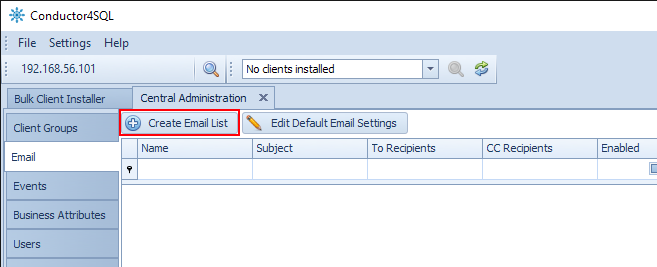 Conductor4SQL
File Settings Help
192.168.56.101 No clients installed
Bulk Client Installer Central Administration
Client Groups Create Email List Edit Default Email Settings
Email Name Subject To Recipients CC Recipients Enabled
Events
Business Attributes
Users